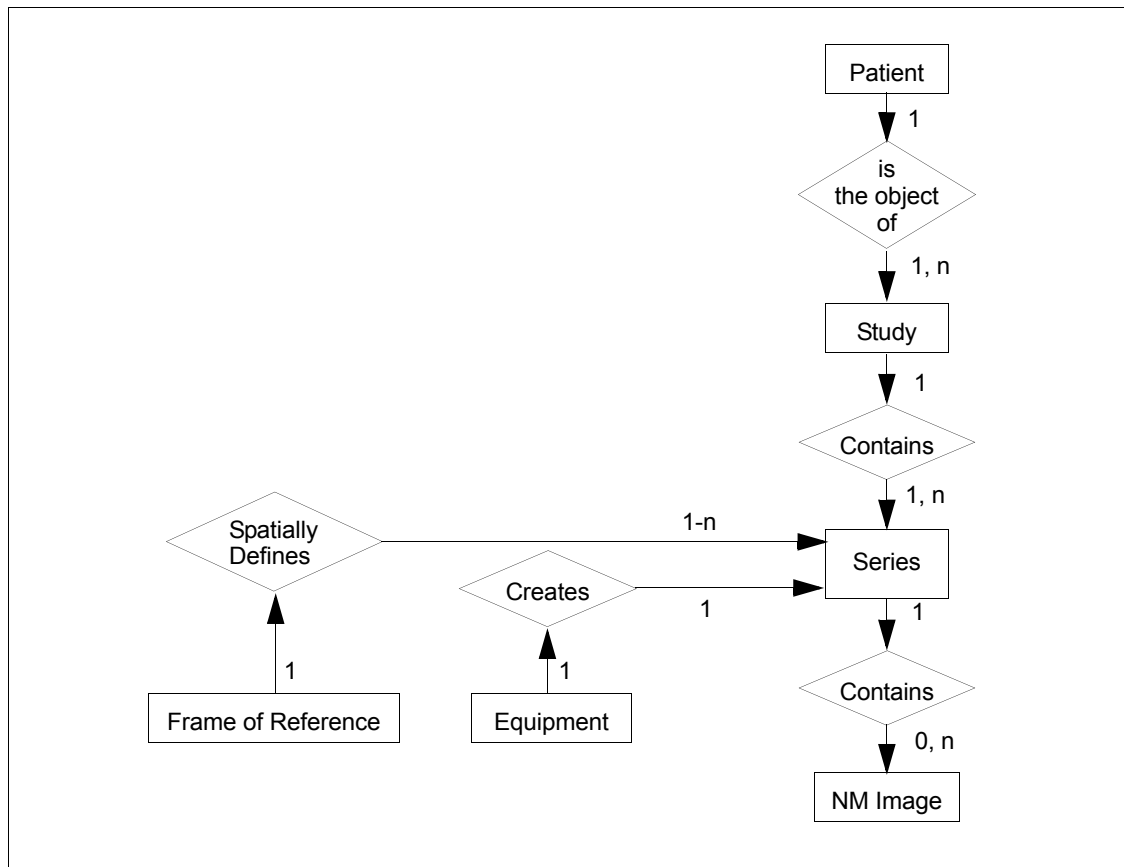 Patient
1
is
the object
of
1, n
Study
1
Contains
1, n
Spatially
Defines
1-n
Series
Creates
1
1
1
1
Contains
Frame of Reference
Equipment
0, n
NM Image